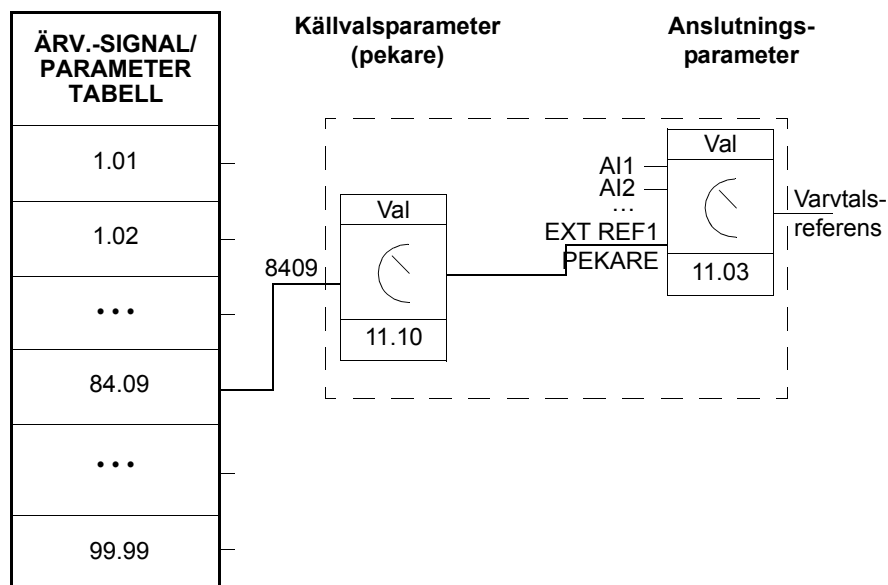 ÄRV.-SIGNAL/
PARAMETER
TABELL
1.01
1.02
•••
84.09
•••
99.99
Källvalsparameter
(pekare)
8409
Val
11.10
Anslutnings-
parameter
AI1
AI2
...
EXT REF1
PEKARE
Val
11.03
Varvtals-
referens